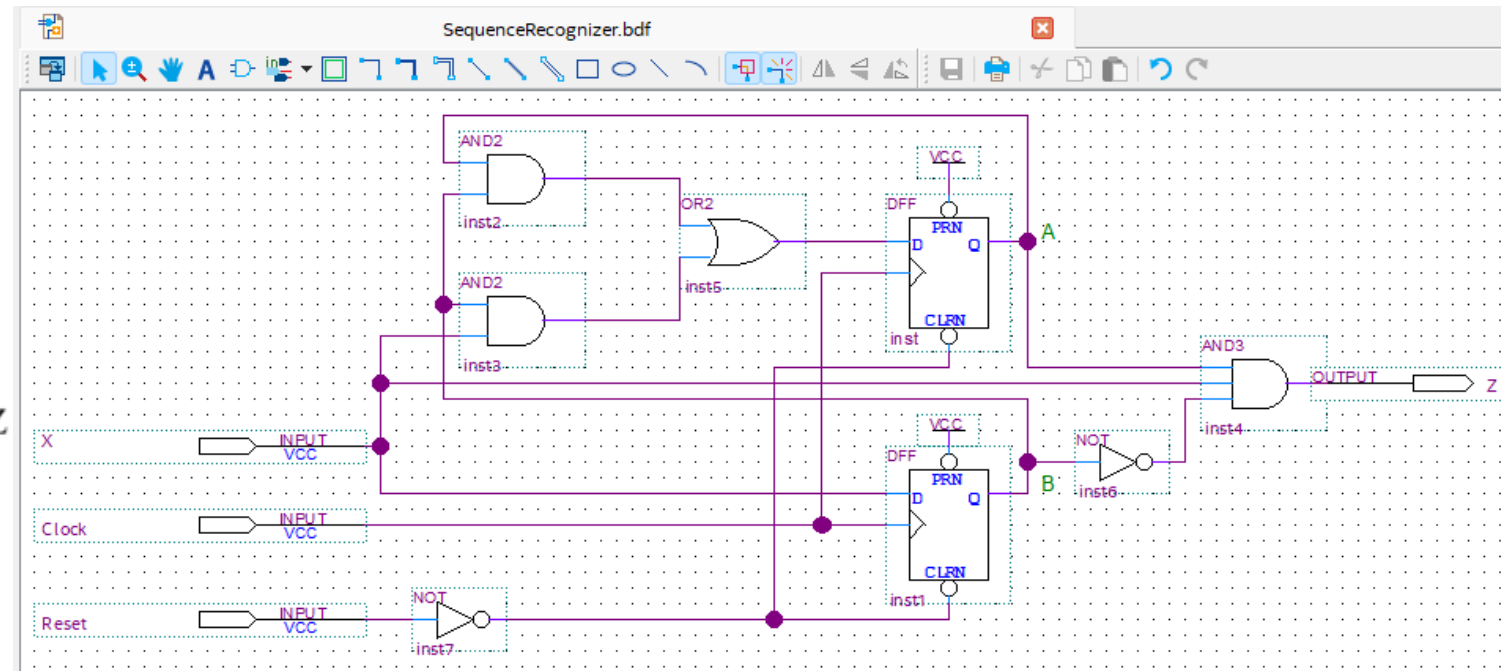 SequenceRecognizer.bdf
A
AND2
VCC
inst2
OR2
DFF
PRN
D Q
A
AND2
inst5
inst3
CLRN
inst
AND3
OUTPUT
Z
Z
X
INPUT
VCC
inst4
VCC
DFF
NOT
PRN
D Q
B
inst6
Clock
INPUT
VCC
CLRN
inst1
NOT
Reset
INPUT
VCC
inst7